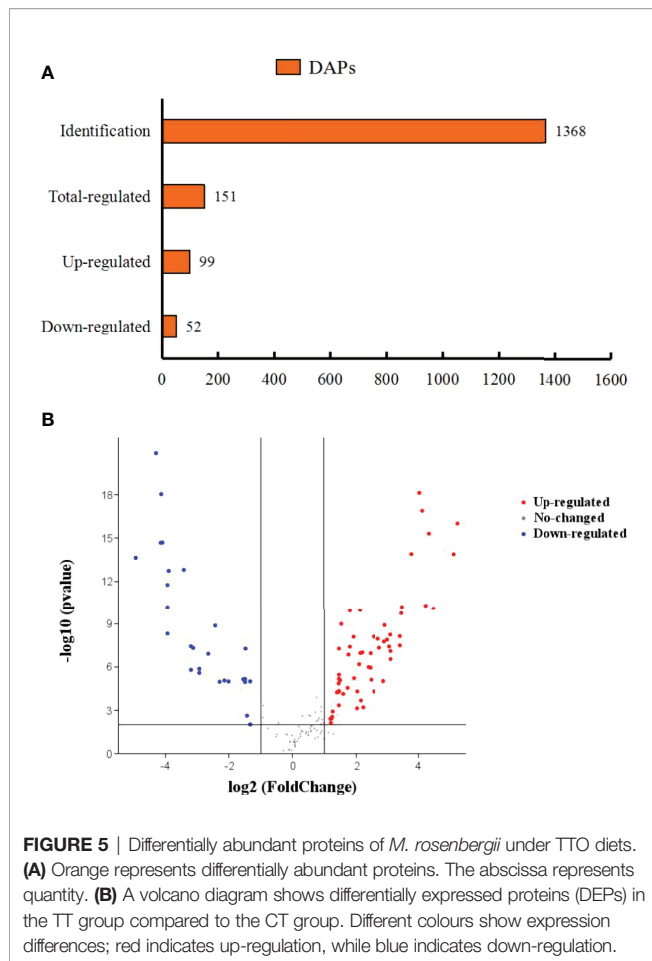 A
DAPs
Identification
1368
Total-regulated
151
Up-regulated
99
Down-regulated
52
0 200 400 600 800 1000 1200 1400 1600
B
18
15
12
9
6
3
0
-log10 (pvalue)
-4 -2 0 2 4
log2 (FoldChange)
Up-regulated
No-changed
Down-regulated
FIGURE 5 | Differentially abundant proteins of M. rosenbergii under TTO diets.
(A) Orange represents differentially abundant proteins. The abscissa represents
quantity. (B) A volcano diagram shows differentially expressed proteins (DEPs) in
the TT group compared to the CT group. Different colours show expression
differences; red indicates up-regulation, while blue indicates down-regulation.